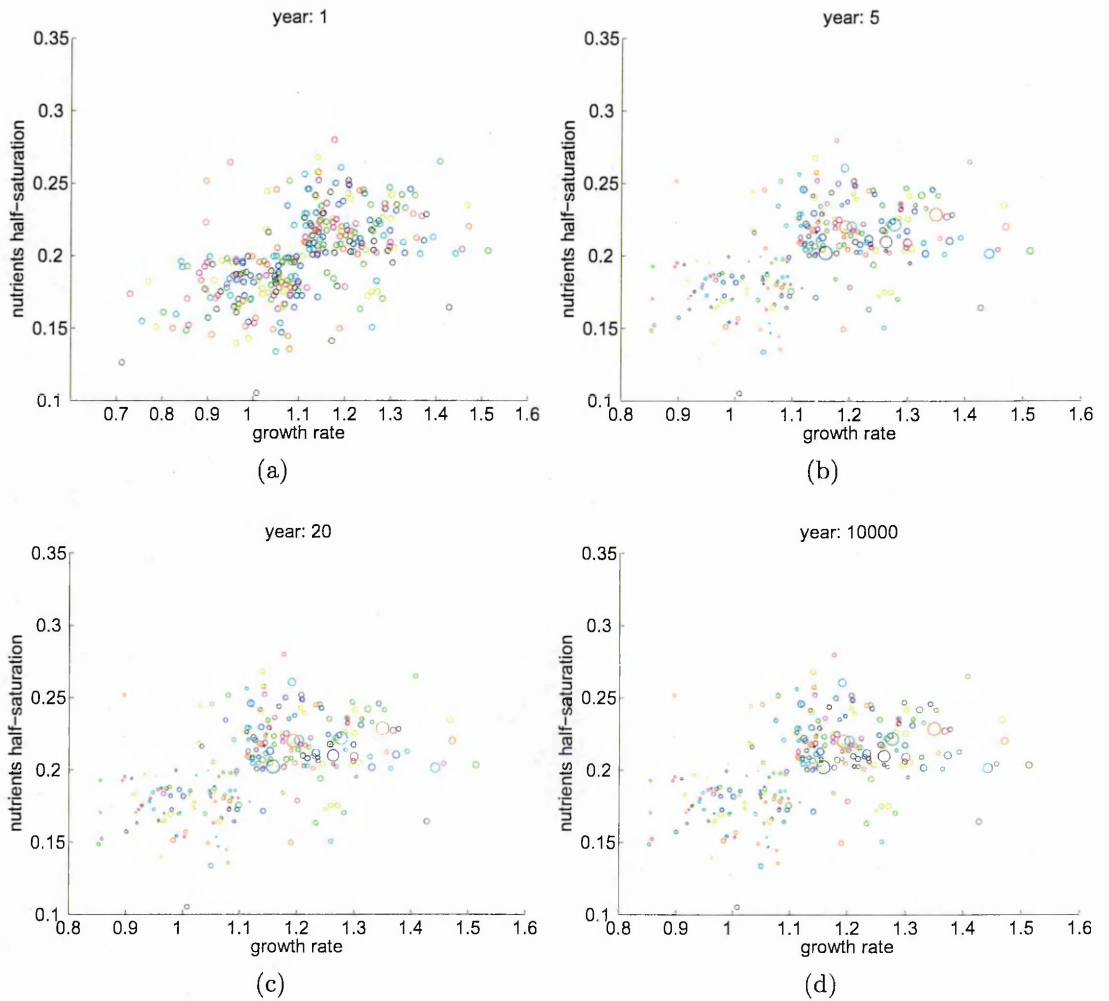 year: 1
0.35
0.3
0.25
0.2
0.15
0.1
nutrients half-saturation
0.7 0.8 0.9 1 1.1 1.2 1.3 1.4 1.5 1.6
growth rate
(a)
year: 5
0.35
0.3
0.25
0.2
0.15
0.1
nutrients half-saturation
0.8 0.9 1 1.1 1.2 1.3 1.4 1.5 1.6
growth rate
(b)
year: 20
0.35
0.3
0.25
0.2
0.15
0.1
nutrients half-saturation
0.8 0.9 1 1.1 1.2 1.3 1.4 1.5 1.6
growth rate
(c)
year: 10000
0.35
0.3
0.25
0.2
0.15
0.1
nutrients half-saturation
0.8 0.9 1 1.1 1.2 1.3 1.4 1.5 1.6
growth rate
(d)